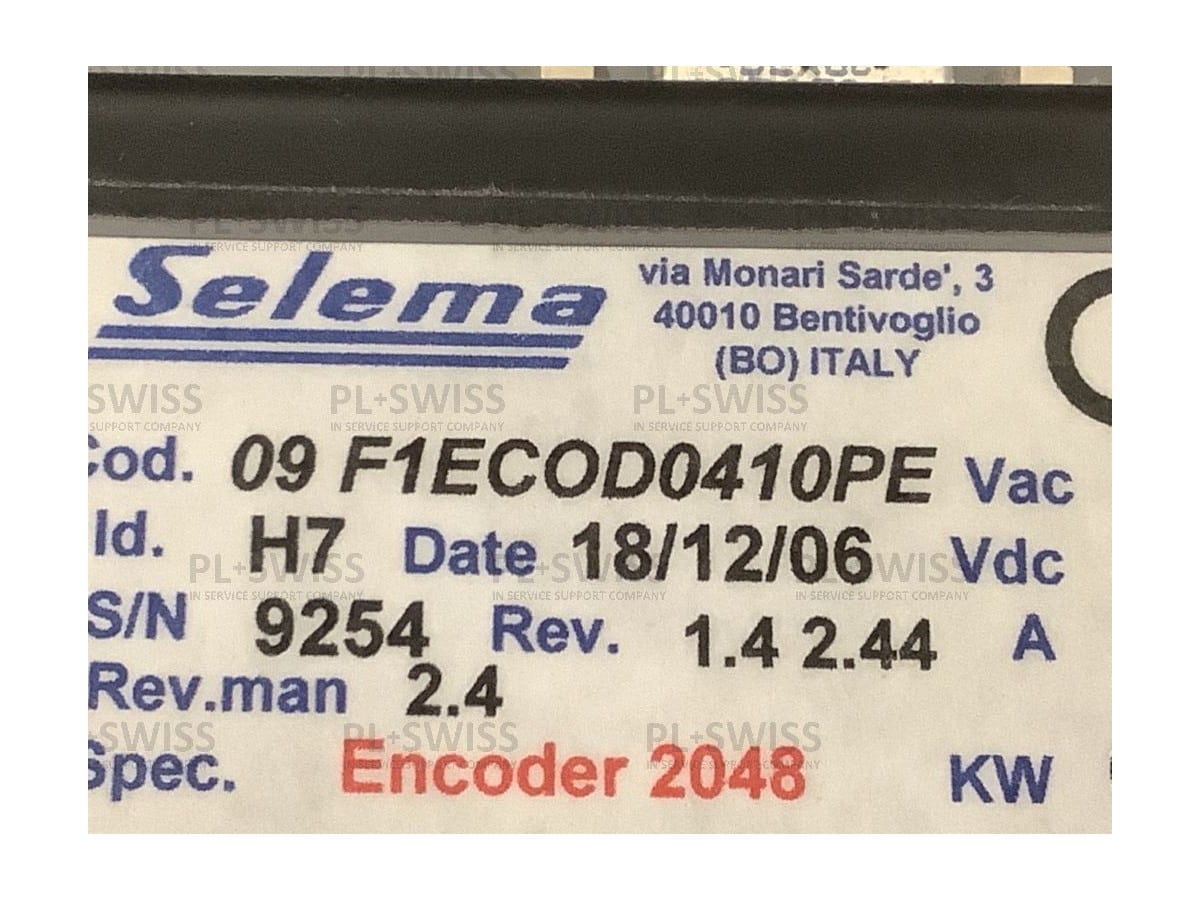 Selema
via Monari Sarde', 3
40010 Bentivoglio
(BO) ITALY
Cod. 09 F1ECOD0410PE Vac
Id. H7 Date 18/12/06 Vdc
S/N 9254 Rev. 1.4 2.44 A
Rev.man 2.4
Spec. Encoder 2048 KW
PL+SWISS
IN SERVICE SUPPORT COMPANY